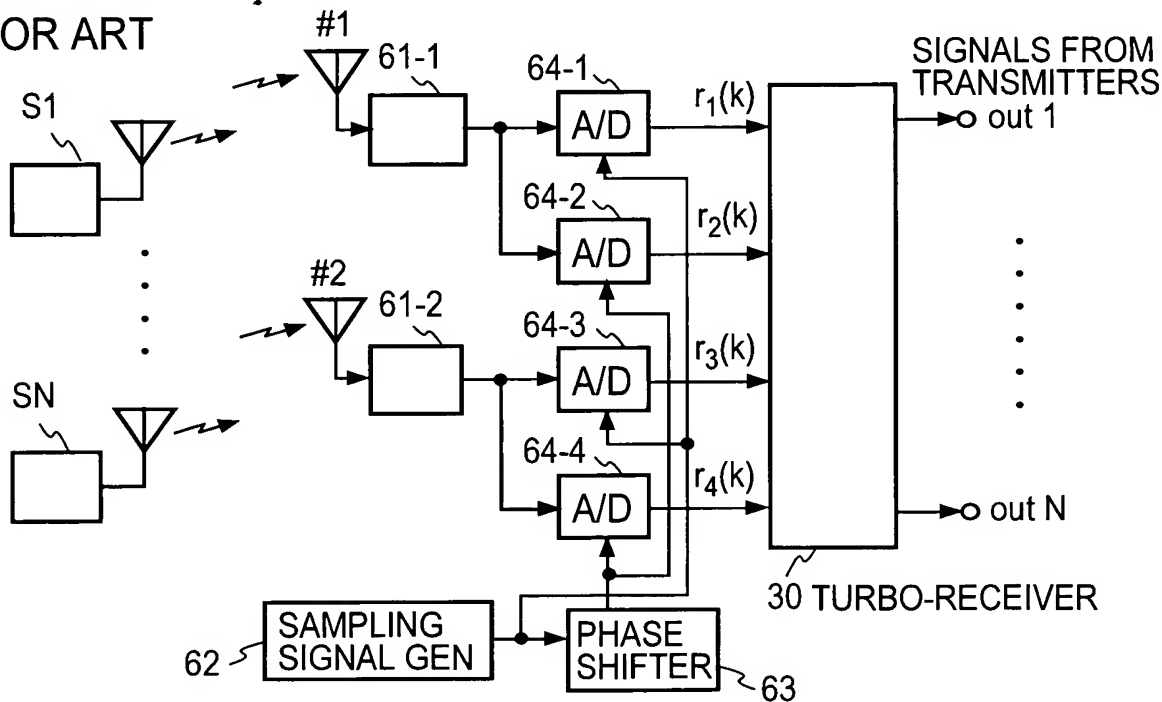 OR ART
#1
61-1
64-1
SIGNALS FROM
TRANSMITTERS
S1
A/D
r1(k)
out 1
64-2
A/D
r2(k)
#2
61-2
64-3
A/D
r3(k)
SN
64-4
A/D
r4(k)
out N
30 TURBO-RECEIVER
62
SAMPLING
SIGNAL GEN
PHASE
SHIFTER
63